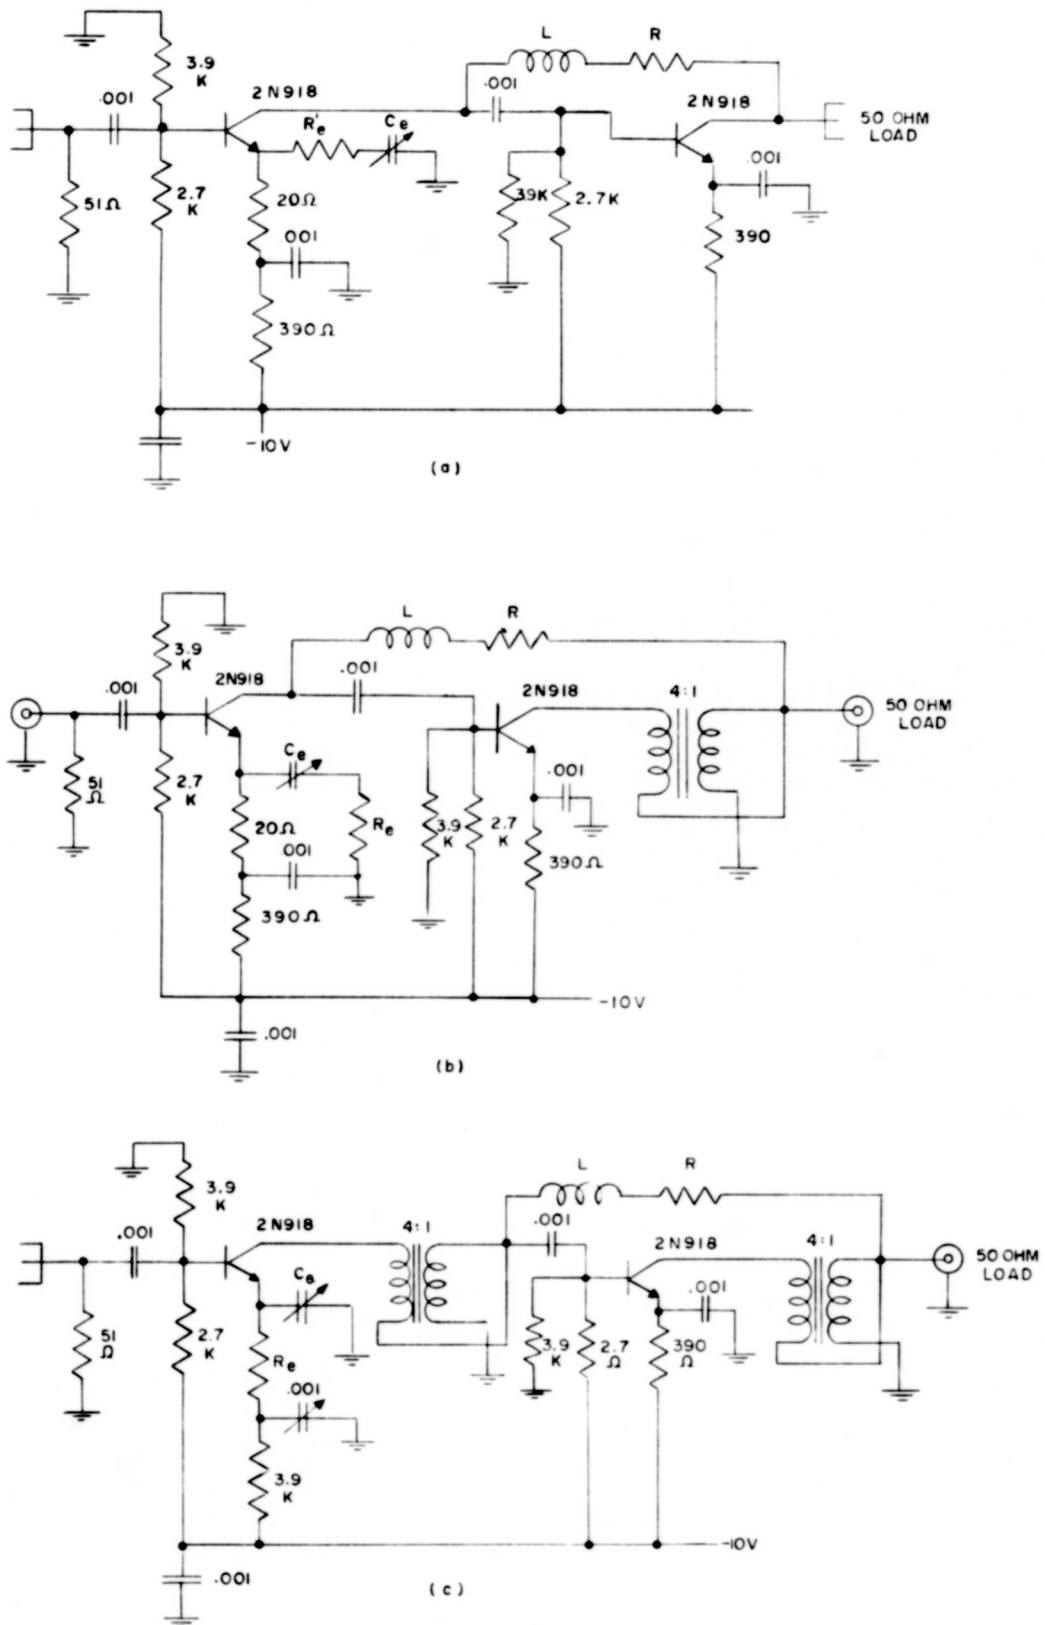 L
R
3.9
K
.001
2N918
.001
2N918
R'e
Ce
50 OHM
LOAD
.001
51Ω
2.7
K
20Ω
39K
2.7K
001
390
390Ω
-10V
(a)
L
R
3.9
K
.001
2N918
.001
2N918
4:1
50 OHM
LOAD
Ce
.001
51
Ω
2.7
K
20Ω
Re
3.9
K
2.7
K
001
390Ω
390Ω
-10V
.001
(b)
L
R
3.9
K
.001
2N918
4:1
.001
2N918
4:1
50 OHM
LOAD
Ce
.001
51
Ω
2.7
K
Re
3.9
K
2.7
Ω
390
Ω
.001
3.9
K
-10V
.001
(c)